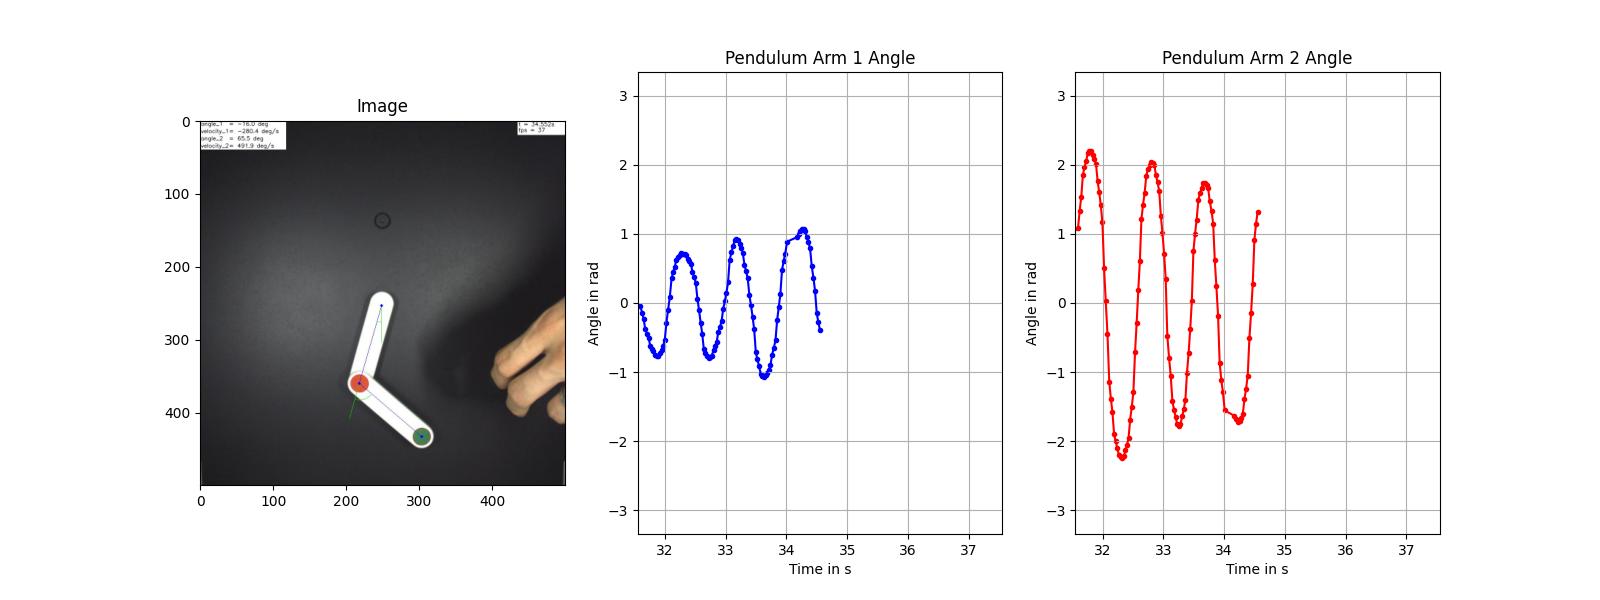 Image
Pendulum Arm 1 Angle
Pendulum Arm 2 Angle
angle_1 = -16.0 deg
velocity_1= -280.4 deg/s
angle_2 = 65.5 deg
velocity_2= 491.9 deg/s
t = 34.552s
fps = 37
0
100
200
300
400
0 100 200 300 400
Angle in rad
3
2
1
0
−1
−2
−3
32 33 34 35 36 37
Time in s
Angle in rad
3
2
1
0
−1
−2
−3
32 33 34 35 36 37
Time in s